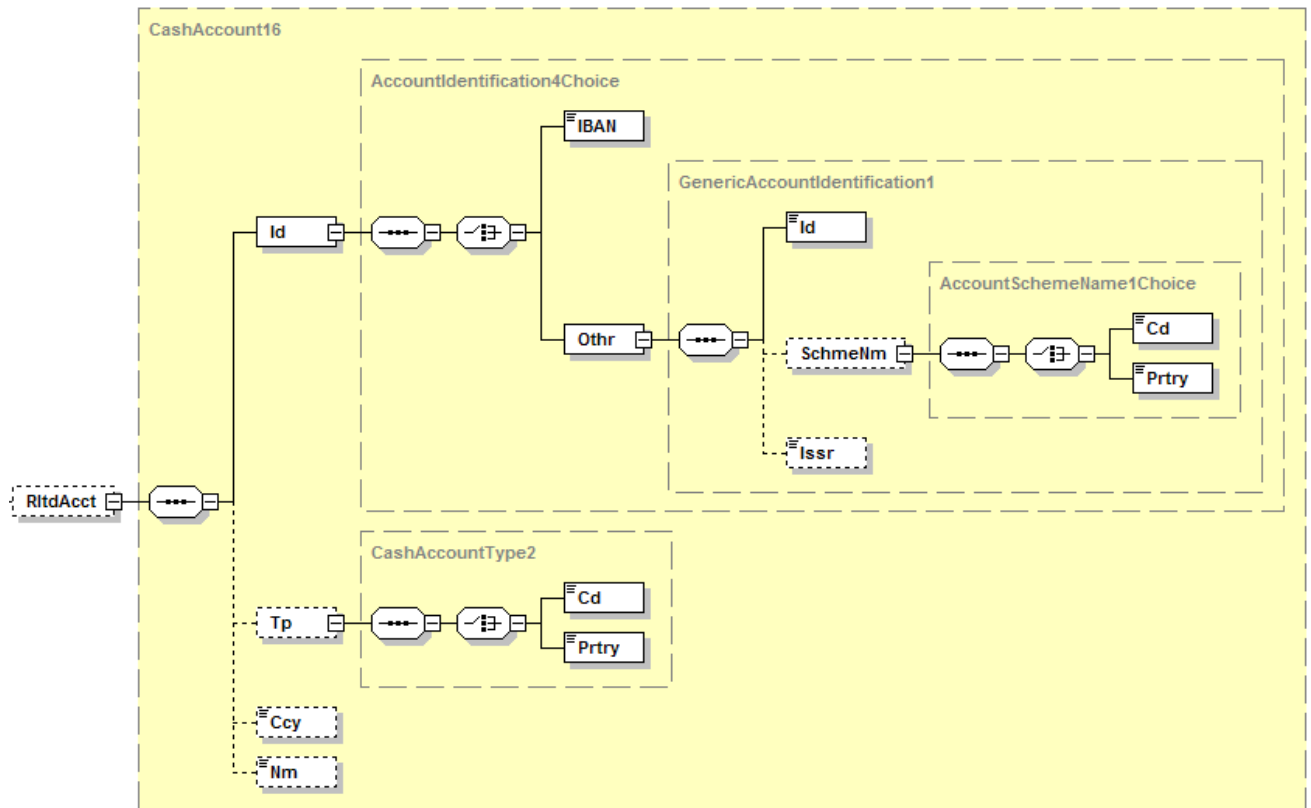 CashAccount16
AccountIdentification4Choice
IBAN
GenericAccountIdentification1
Id
Id
AccountSchemeName1Choice
Cd
Othr
SchmeNm
Prtry
Issr
RltdAcct
CashAccountType2
Cd
Tp
Prtry
Ccy
Nm